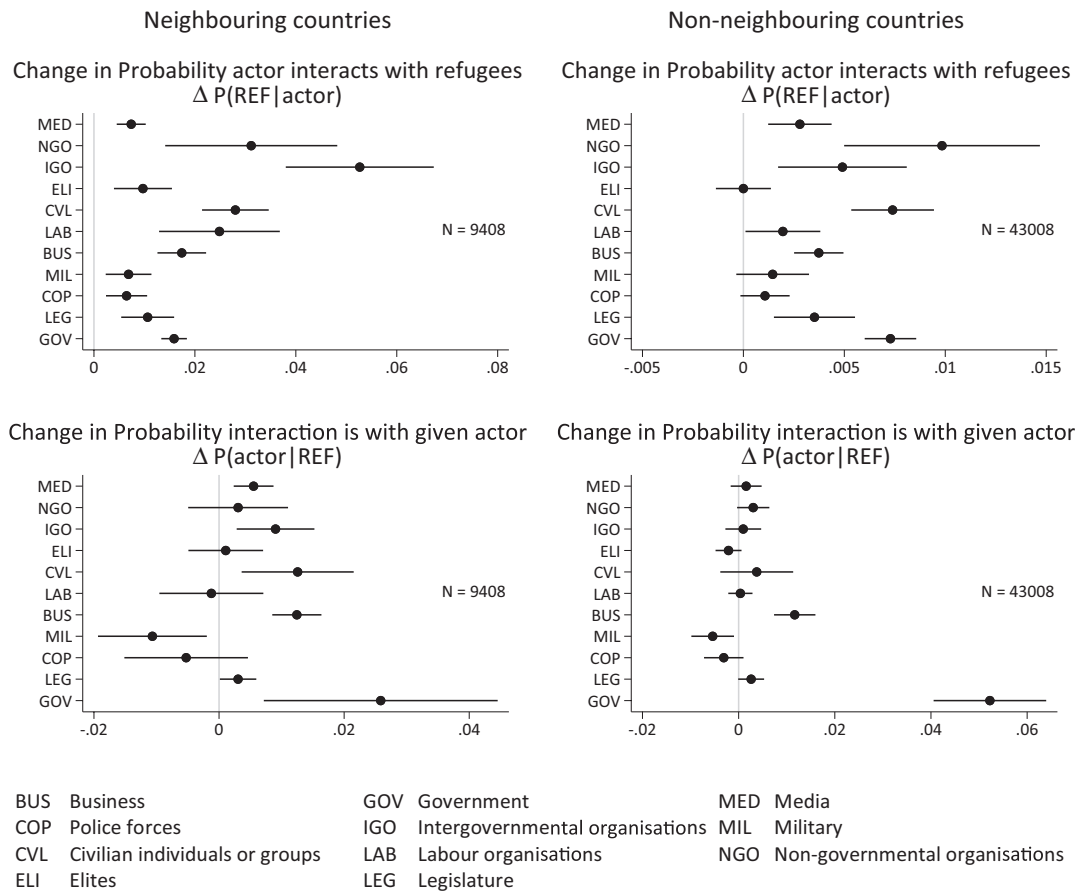 Neighbouring countries
Non-neighbouring countries
Change in Probability actor interacts with refugees
Δ P(REF|actor)
MED
NGO
IGO
ELI
CVL
LAB
BUS
MIL
COP
LEG
GOV
N = 9408
0 .02 .04 .06 .08
Change in Probability actor interacts with refugees
Δ P(REF|actor)
MED
NGO
IGO
ELI
CVL
LAB
BUS
MIL
COP
LEG
GOV
N = 43008
-.005 0 .005 .01 .015
Change in Probability interaction is with given actor
Δ P(actor|REF)
MED
NGO
IGO
ELI
CVL
LAB
BUS
MIL
COP
LEG
GOV
N = 9408
-.02 0 .02 .04
Change in Probability interaction is with given actor
Δ P(actor|REF)
MED
NGO
IGO
ELI
CVL
LAB
BUS
MIL
COP
LEG
GOV
N = 43008
-.02 0 .02 .04 .06
BUS Business
COP Police forces
CVL Civilian individuals or groups
ELI Elites
GOV Government
IGO Intergovernmental organisations
LAB Labour organisations
LEG Legislature
MED Media
MIL Military
NGO Non-governmental organisations